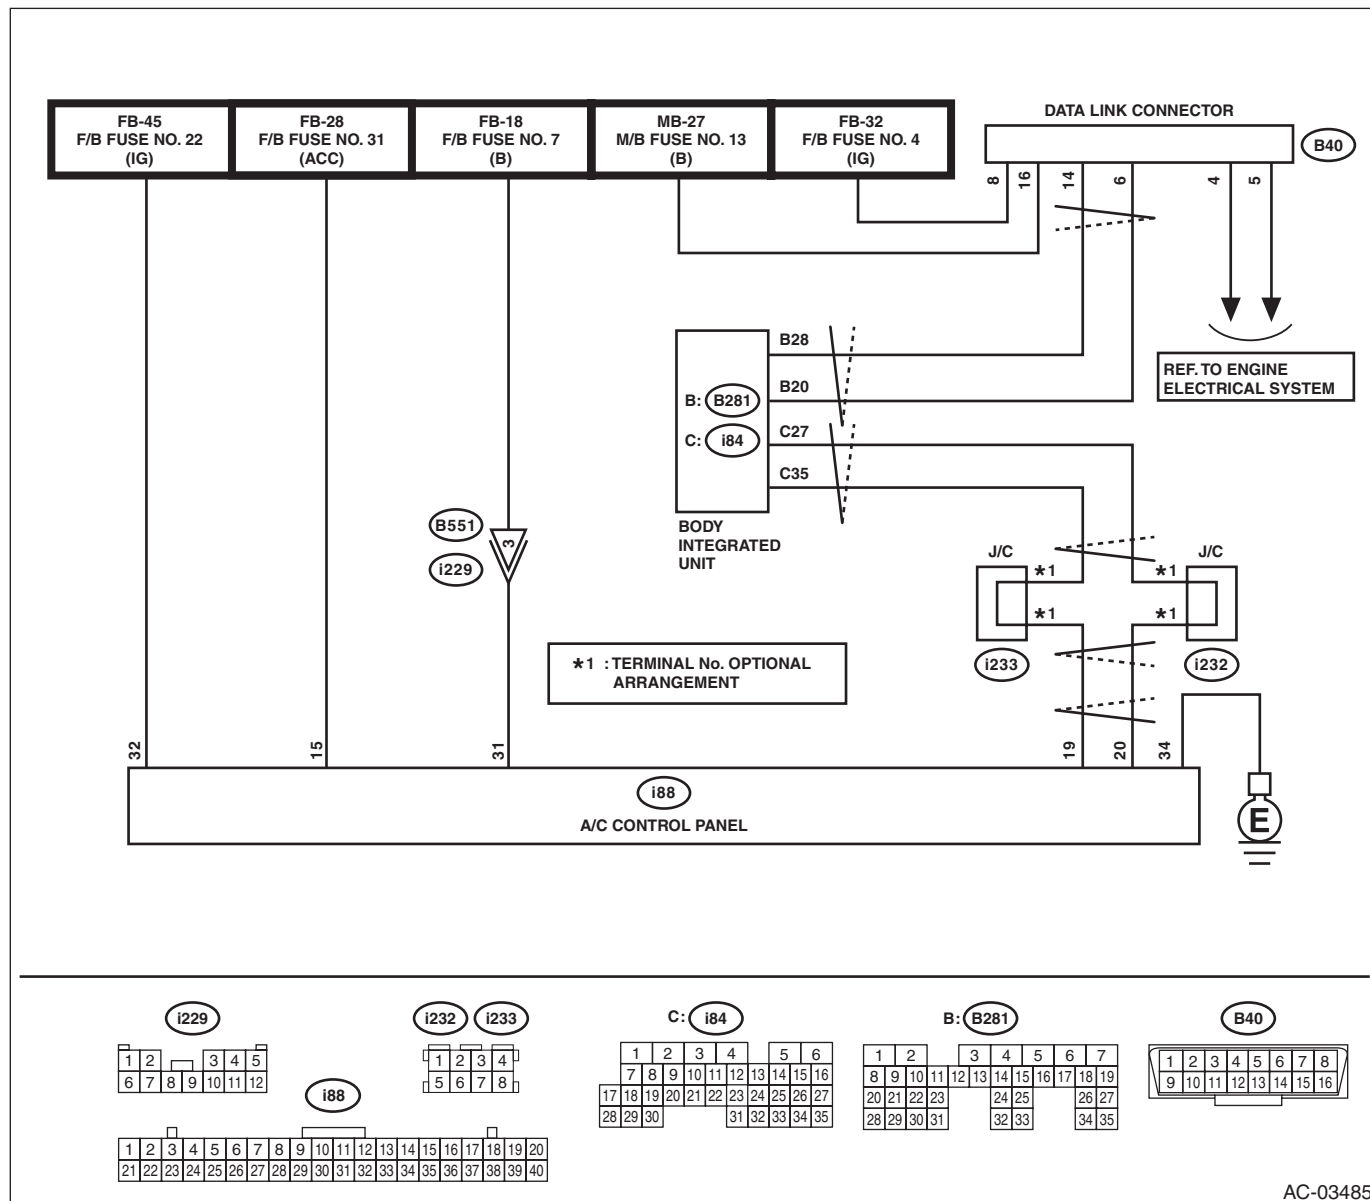 FB-45
F/B FUSE NO. 22
(IG)
FB-28
F/B FUSE NO. 31
(ACC)
FB-18
F/B FUSE NO. 7
(B)
MB-27
M/B FUSE NO. 13
(B)
FB-32
F/B FUSE NO. 4
(IG)
DATA LINK CONNECTOR
B40
8
16
14
6
4
5
REF. TO ENGINE
ELECTRICAL SYSTEM
B28
B20
C27
C35
B: B281
C: i84
BODY
INTEGRATED
UNIT
B551
3
i229
J/C
J/C
*1
*1
*1
*1
i233
i232
*1 : TERMINAL No. OPTIONAL
ARRANGEMENT
32
15
31
19
20
34
i88
A/C CONTROL PANEL
E
i229
1 2 3 4 5
6 7 8 9 10 11 12
i232 i233
1 2 3 4
5 6 7 8
i88
1 2 3 4 5 6 7 8 9 10 11 12 13 14 15 16 17 18 19 20
21 22 23 24 25 26 27 28 29 30 31 32 33 34 35 36 37 38 39 40
C: i84
1 2 3 4 5 6
7 8 9 10 11 12 13 14 15 16
17 18 19 20 21 22 23 24 25 26 27
28 29 30 31 32 33 34 35
B: B281
1 2 3 4 5 6 7
8 9 10 11 12 13 14 15 16 17 18 19
20 21 22 23 24 25 26 27
28 29 30 31 32 33 34 35
B40
1 2 3 4 5 6 7 8
9 10 11 12 13 14 15 16
AC-03485